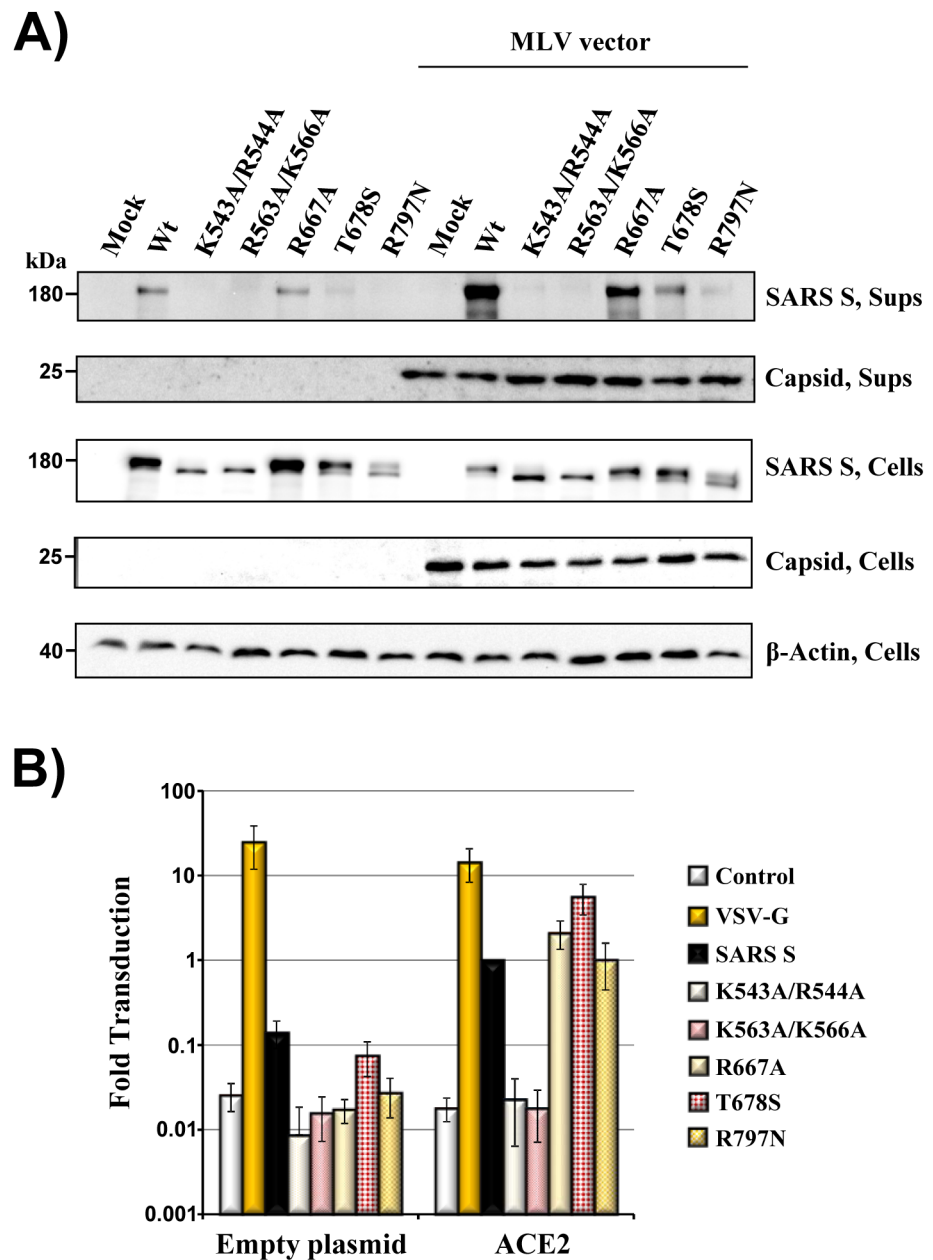 A)
MLV vector
Mock
Wt
K543A/R544A
R563A/K566A
R667A
T678S
R797N
Mock
Wt
K543A/R544A
R563A/K566A
R667A
T678S
R797N
kDa
180
SARS S, Sups
25
Capsid, Sups
180
SARS S, Cells
25
Capsid, Cells
40
β-Actin, Cells
B)
Fold Transduction
100
10
1
0.1
0.01
0.001
Empty plasmid
ACE2
Control
VSV-G
SARS S
K543A/R544A
K563A/K566A
R667A
T678S
R797N